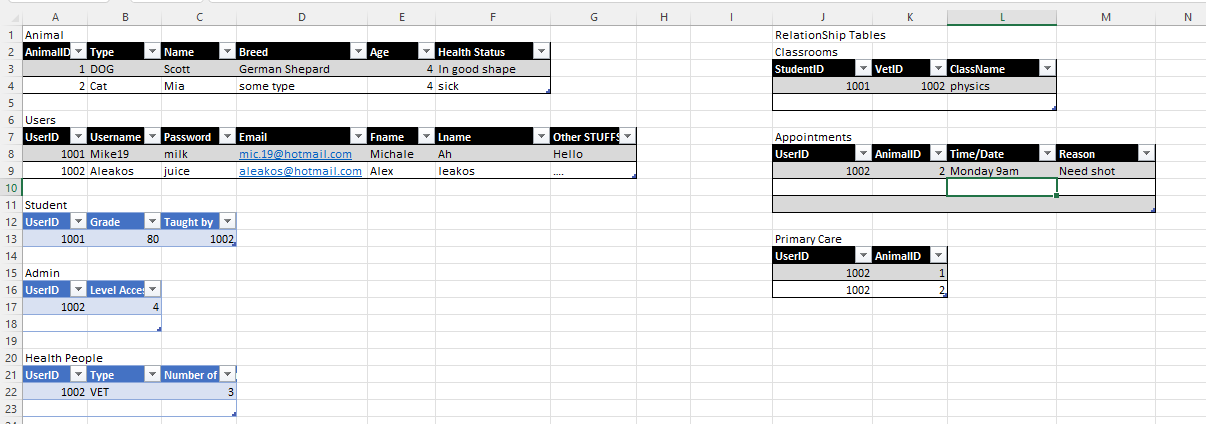 A B C D E F G H I J K L M N
1 Animal RelationShip Tables
2 AnimalID Type Name Breed Age Health Status Classrooms
3 1 DOG Scott German Shepard 4 In good shape StudentID VetID ClassName
4 2 Cat Mia some type 4 sick 1001 1002 physics
5
6 Users
7 UserID Username Password Email Fname Lname Other STUFFS Appointments
8 1001 Mike19 milk mic.19@hotmail.com Michale Ah Hello UserID AnimalID Time/Date Reason
9 1002 Aleakos juice aleakos@hotmail.com Alex leakos .... 1002 2 Monday 9am Need shot
10
11 Student
12 UserID Grade Taught by
13 1001 80 1002 Primary Care
14 UserID AnimalID
15 Admin 1002 1
16 UserID Level Acces 1002 2
17 1002 4
18
19
20 Health People
21 UserID Type Number of
22 1002 VET 3
23